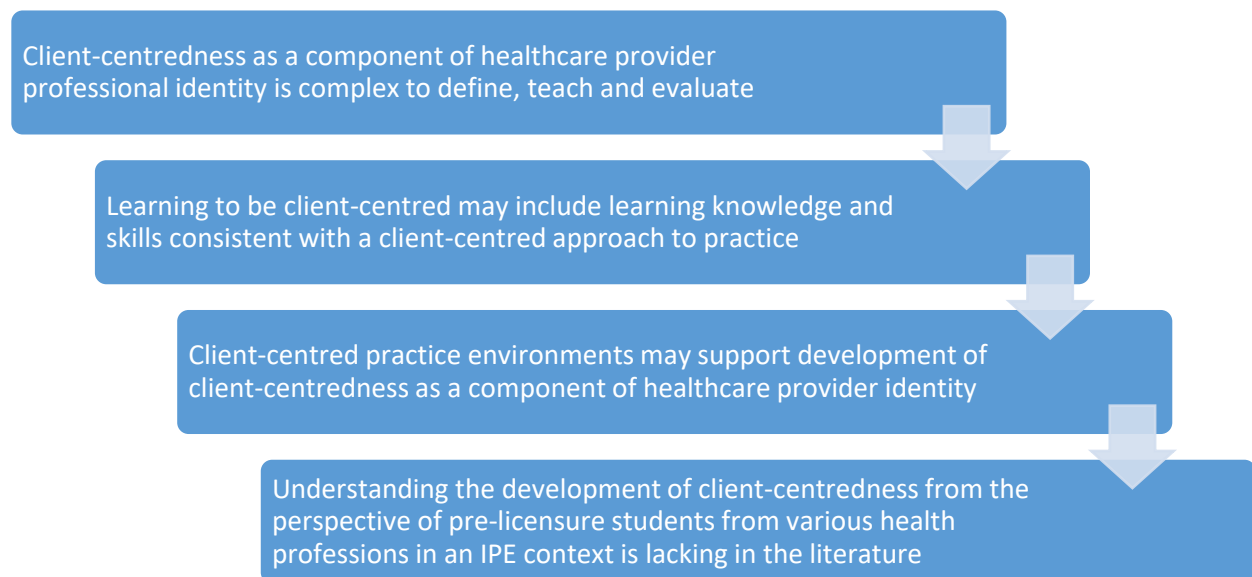 Client-centredness as a component of healthcare provider
professional identity is complex to define, teach and evaluate
Learning to be client-centred may include learning knowledge and
skills consistent with a client-centred approach to practice
Client-centred practice environments may support development of
client-centredness as a component of healthcare provider identity
Understanding the development of client-centredness from the
perspective of pre-licensure students from various health
professions in an IPE context is lacking in the literature